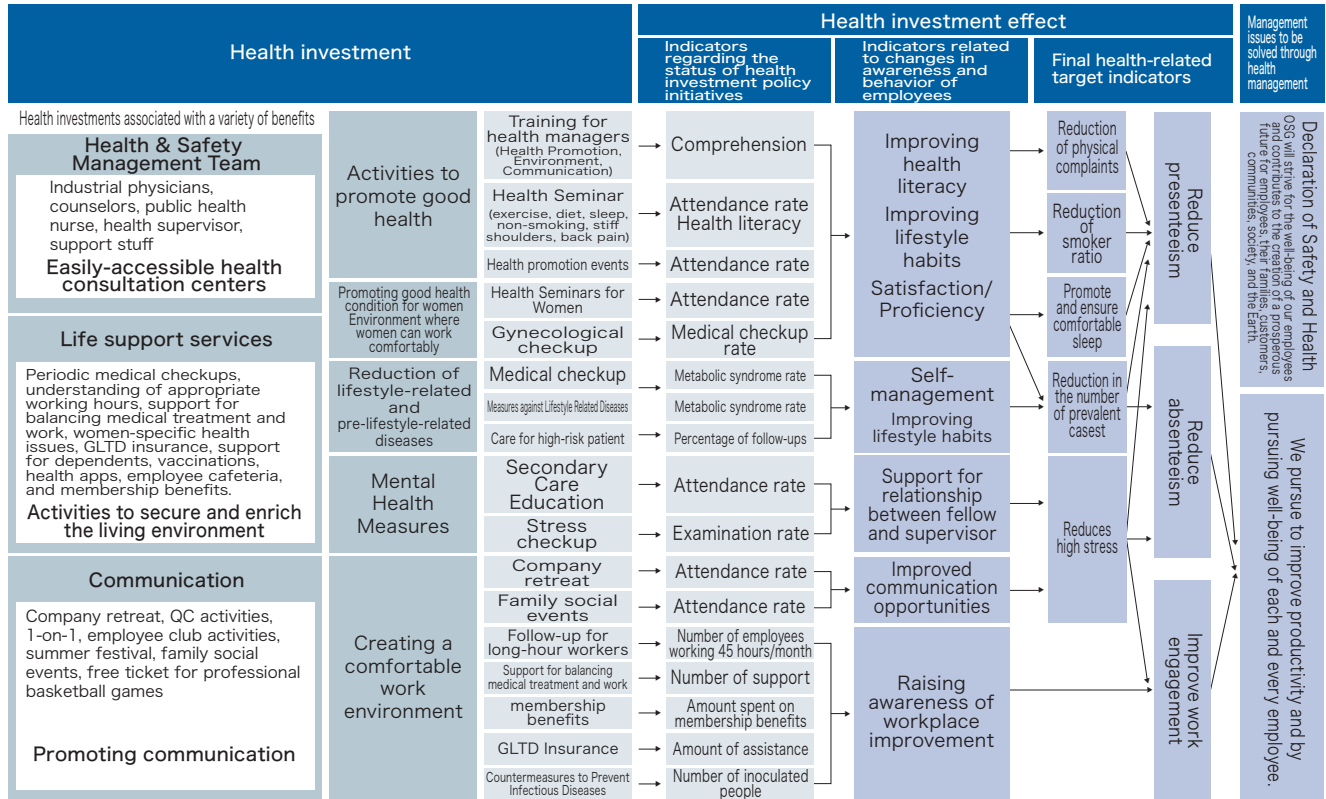 Health investment
Health investment effect
Indicators
regarding the
status of health
investment policy
initiatives
Indicators related
to changes in
awareness and
behavior of
employees
Final health-related
target indicators
Management
issues to be
solved through
health
management
Health investments associated with a variety of benefits
Health & Safety
Management Team
Industrial physicians,
counselors, public health
nurse, health supervisor,
support stuff
Easily-accessible health
consultation centers
Life support services
Periodic medical checkups,
understanding of appropriate
working hours, support for
balancing medical treatment and
work, women-specific health
issues, GLTD insurance, support
for dependents, vaccinations,
health apps, employee cafeteria,
and membership benefits.
Activities to secure and enrich
the living environment
Communication
Company retreat, QC activities,
1-on-1, employee club activities,
summer festival, family social
events, free ticket for professional
basketball games
Promoting communication
Activities to
promote good
health
Promoting good health
condition for women
Environment where
women can work
comfortably
Reduction of
lifestyle-related
and
pre-lifestyle-related
diseases
Mental
Health
Measures
Creating a
comfortable
work
environment
Training for
health managers
(Health Promotion,
Environment,
Communication)
Health Seminar
(exercise, diet, sleep,
non-smoking, stiff
shoulders, back pain)
Health promotion events
Health Seminars for
Women
Gynecological
checkup
Medical checkup
Measures against Lifestyle Related Diseases
Care for high-risk patient
Secondary
Care
Education
Stress
checkup
Company
retreat
Family social
events
Follow-up for
long-hour workers
Support for balancing
medical treatment and work
membership
benefits
GLTD Insurance
Countermeasures to Prevent
Infectious Diseases
Comprehension
Attendance rate
Health literacy
Attendance rate
Attendance rate
Medical checkup
rate
Metabolic syndrome rate
Metabolic syndrome rate
Percentage of follow-ups
Attendance rate
Examination rate
Attendance rate
Attendance rate
Number of employees
working 45 hours/month
Number of support
Amount spent on
membership benefits
Amount of assistance
Number of inoculated
people
Improving
health
literacy
Improving
lifestyle
habits
Satisfaction/
Proficiency
Self-
management
Improving
lifestyle habits
Support for
relationship
between fellow
and supervisor
Improved
communication
opportunities
Raising
awareness of
workplace
improvement
Reduction
of physical
complaints
Reduction
of
smoker
ratio
Promote
and ensure
comfortable
sleep
Reduction in
the number
of prevalent
casest
Reduces
high stress
Reduce
presenteeism
Reduce
absenteeism
Improve work
engagement
Declaration of Safety and Health
OSG will strive for the well-being of our employees
and contributes to the creation of a prosperous
future for employees, their families, customers,
communities, society, and the Earth.
We pursue to improve productivity and by
pursuing well-being of each and every employee.